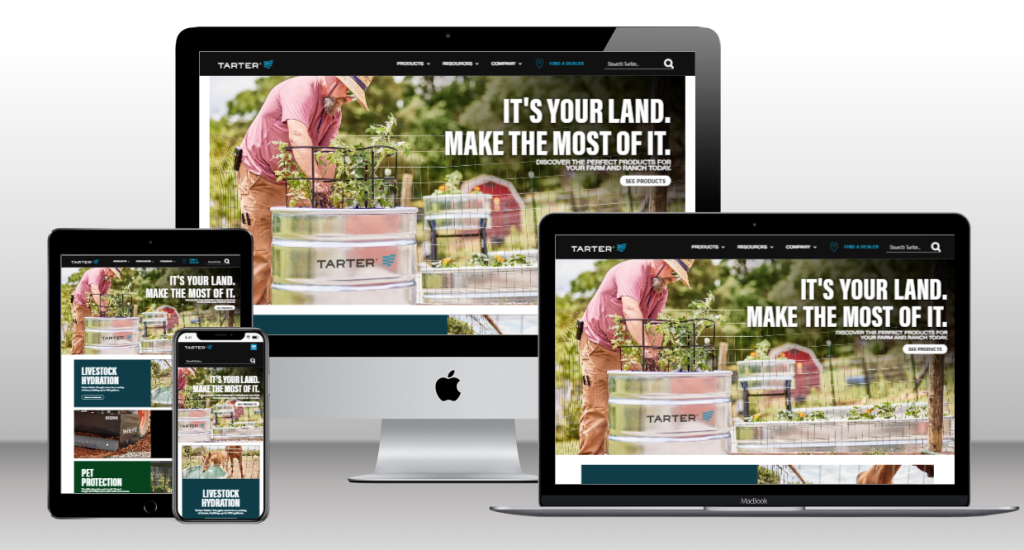 TARTER
PRODUCTS
RESOURCES
COMPANY
FIND A DEALER
IT'S YOUR LAND.
MAKE THE MOST OF IT.
DISCOVER THE PERFECT PRODUCTS FOR
YOUR FARM AND RANCH TODAY.
SEE PRODUCTS
TARTER
TARTER
PRODUCTS
RESOURCES
COMPANY
FIND A DEALER
IT'S YOUR LAND.
MAKE THE MOST OF IT.
DISCOVER THE PERFECT PRODUCTS FOR
YOUR FARM AND RANCH TODAY.
SEE PRODUCTS
TARTER
MacBook
TARTER
IT'S YOUR LAND.
MAKE THE MOST OF IT.
TARTER
LIVESTOCK
HYDRATION
PET
PROTECTION
TARTER
IT'S YOUR LAND.
MAKE THE MOST OF IT.
SEE PRODUCTS
TARTER
LIVESTOCK
HYDRATION